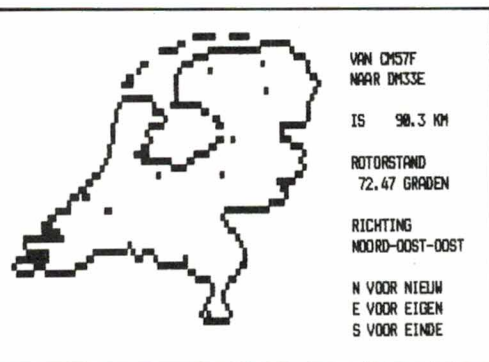 VAN CM57F
NAAR DM33E
IS 90.3 KM
ROTORSTAND
72.47 GRADEN
RICHTING
NOORD-OOST-OOST
N VOOR NIEUW
E VOOR EIGEN
S VOOR EINDE